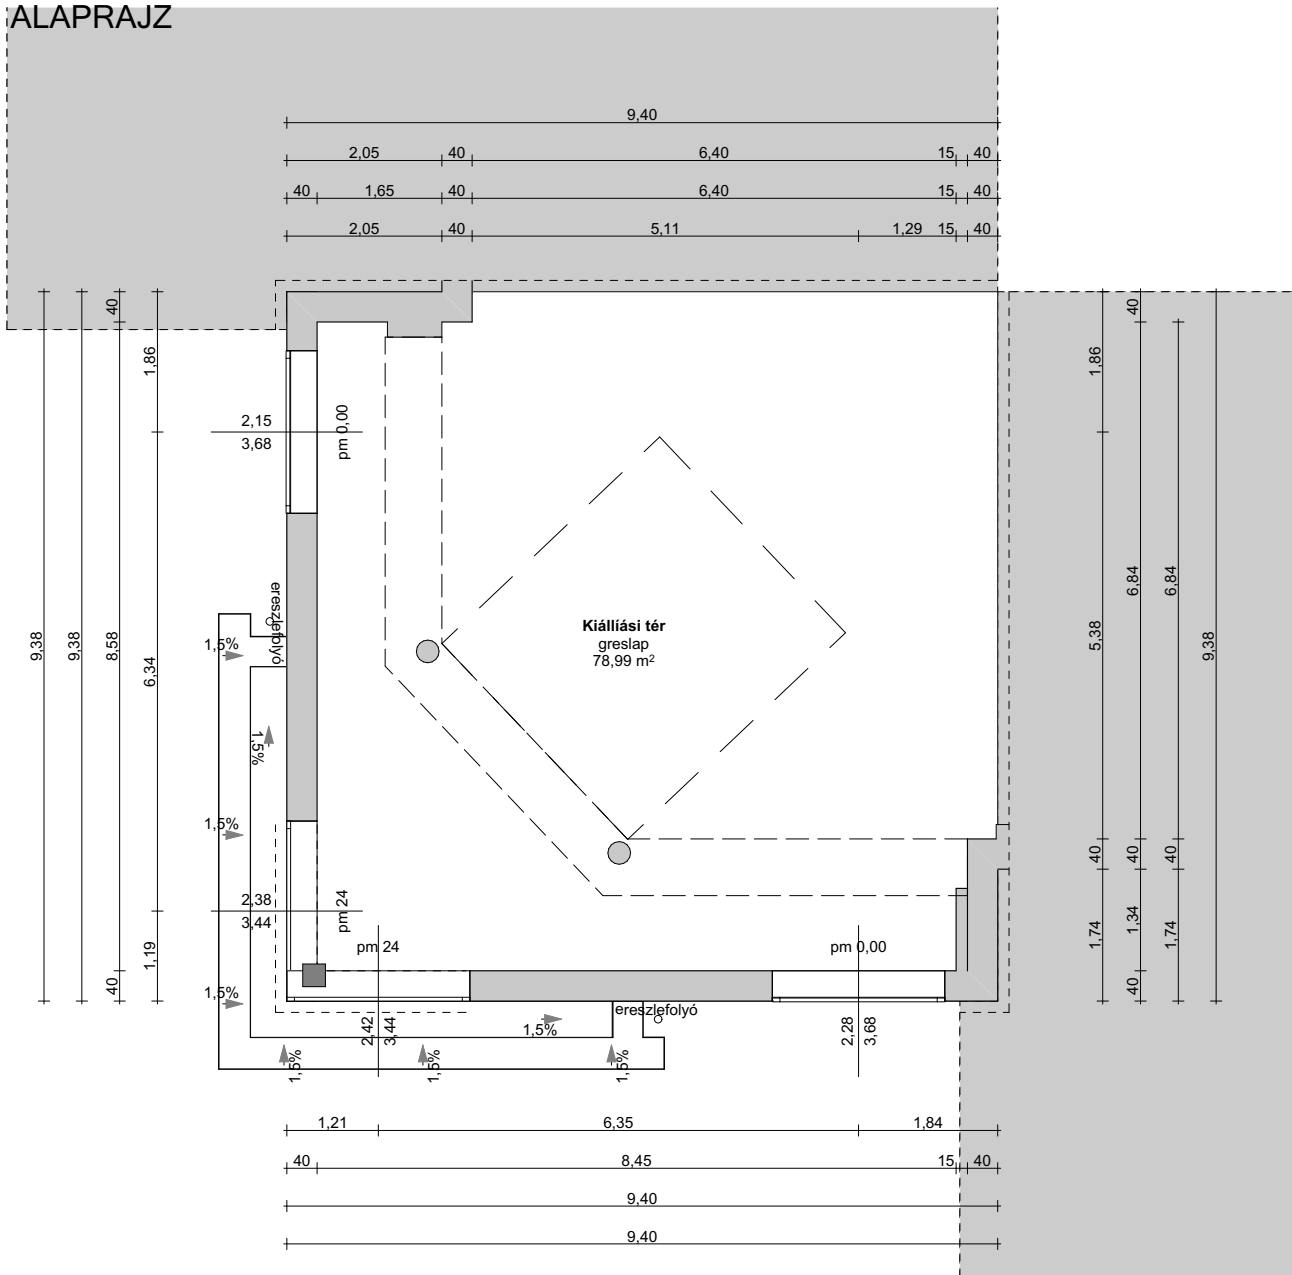 ALAPRAJZ
9,40
2,05 40 6,40 15 40
40 1,65 40 6,40 15 40
2,05 40 5,11 1,29 15 40
9,38
9,38
40
8,58
40
1,86
6,34
1,19
2,15
3,68
pm 0,00
ereszlefolyó
1,5%
1,5%
1,5%
2,38
3,44
pm 24
1,5%
Kiállíási tér
greslap
78,99 m²
pm 24
pm 0,00
2,42
3,44
ereszlefolyó
1,5%
2,28
3,68
1,5%
1,5%
1,5%
1,86
5,38
40
1,74
40
6,84
40
1,34
40
6,84
40
1,74
9,38
1,21 6,35 1,84
40 8,45 15 40
9,40
9,40